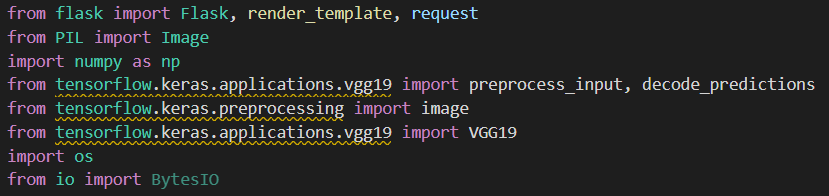 from flask import Flask, render_template, request
from PIL import Image
import numpy as np
from tensorflow.keras.applications.vgg19 import preprocess_input, decode_predictions
from tensorflow.keras.preprocessing import image
from tensorflow.keras.applications.vgg19 import VGG19
import os
from io import BytesIO